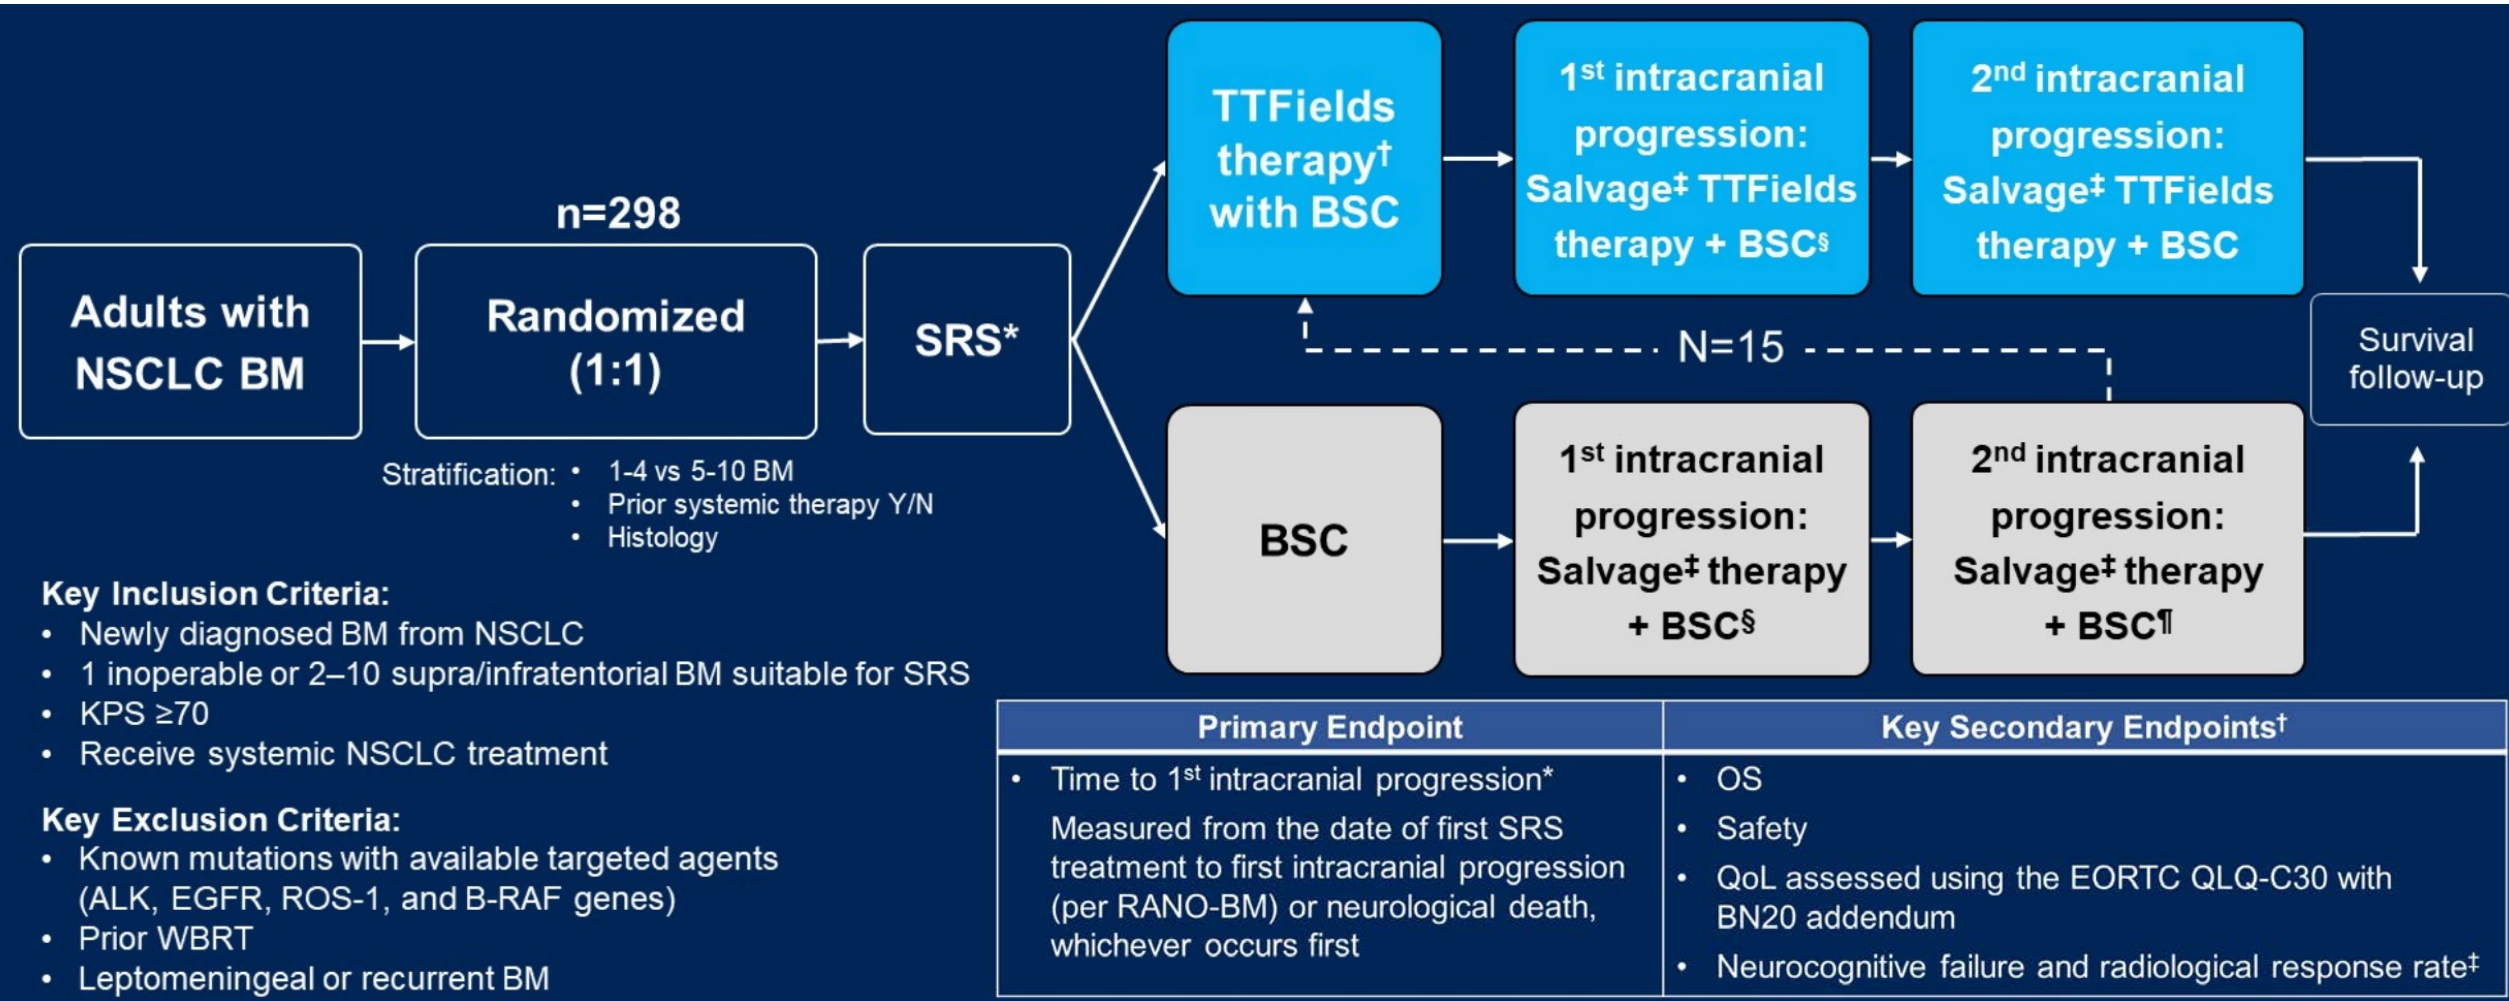 n=298
Adults with
NSCLC BM
Randomized
(1:1)
SRS*
Stratification:
• 1-4 vs 5-10 BM
• Prior systemic therapy Y/N
• Histology
TTFields
therapy†
with BSC
1st intracranial
progression:
Salvage‡ TTFields
therapy + BSC§
2nd intracranial
progression:
Salvage‡ TTFields
therapy + BSC
N=15
BSC
1st intracranial
progression:
Salvage‡ therapy
+ BSC§
2nd intracranial
progression:
Salvage‡ therapy
+ BSC¶
Survival
follow-up
Key Inclusion Criteria:
• Newly diagnosed BM from NSCLC
• 1 inoperable or 2–10 supra/infratentorial BM suitable for SRS
• KPS ≥70
• Receive systemic NSCLC treatment
Key Exclusion Criteria:
• Known mutations with available targeted agents
(ALK, EGFR, ROS-1, and B-RAF genes)
• Prior WBRT
• Leptomeningeal or recurrent BM
Primary Endpoint
• Time to 1st intracranial progression*
Measured from the date of first SRS
treatment to first intracranial progression
(per RANO-BM) or neurological death,
whichever occurs first
Key Secondary Endpoints†
• OS
• Safety
• QoL assessed using the EORTC QLQ-C30 with
BN20 addendum
• Neurocognitive failure and radiological response rate‡